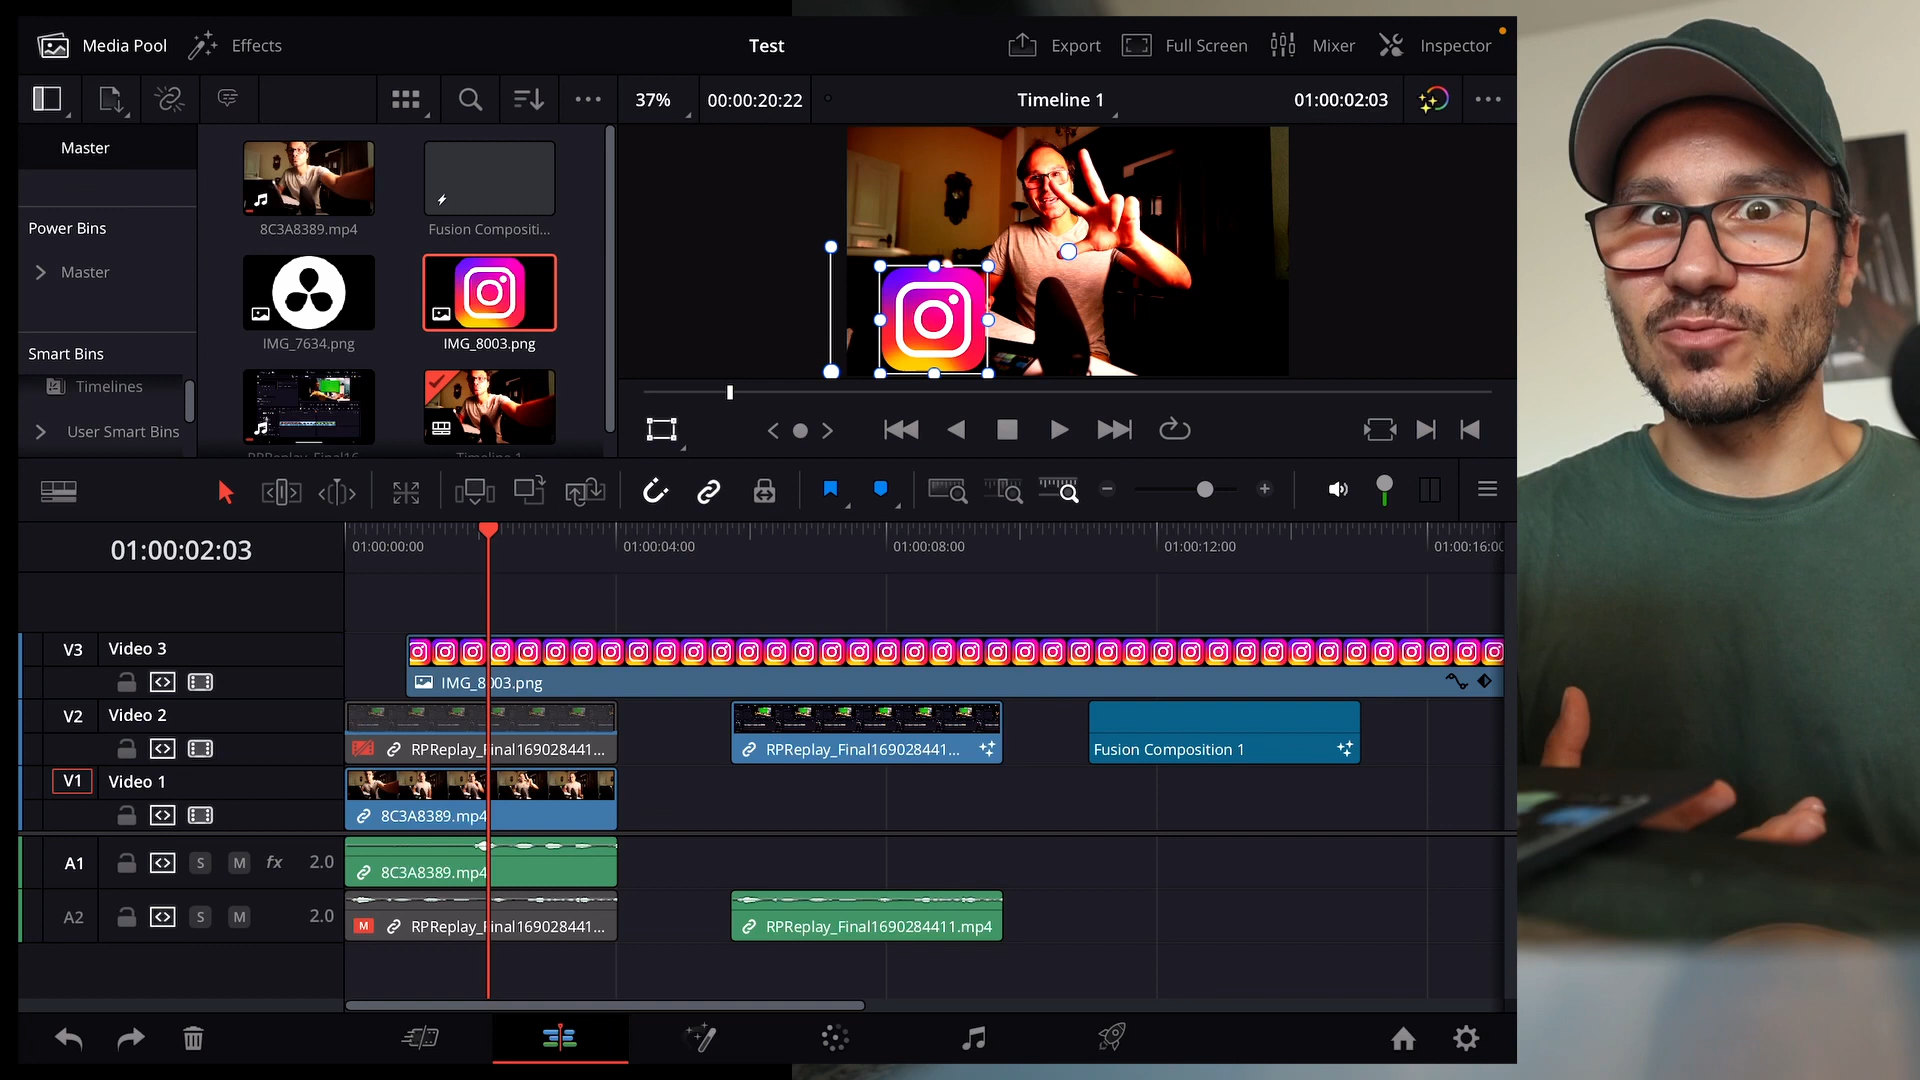 Media Pool Effects Test Export Full Screen Mixer Inspector
37% 00:00:20:22 Timeline 1 01:00:02:03
Master
8C3A8389.mp4 Fusion Compositi...
Power Bins
Master
IMG_7634.png IMG_8003.png
Smart Bins
Timelines
User Smart Bins
01:00:02:03
01:00:00:00 01:00:04:00 01:00:08:00 01:00:12:00 01:00:16:00
V3 Video 3
IMG_8003.png
V2 Video 2
RPReplay_Final169028441... RPReplay_Final169028441... Fusion Composition 1
V1 Video 1
8C3A8389.mp4
A1 S M fx 2.0
8C3A8389.mp4
A2 S M 2.0
M RPReplay_Final169028441... RPReplay_Final1690284411.mp4